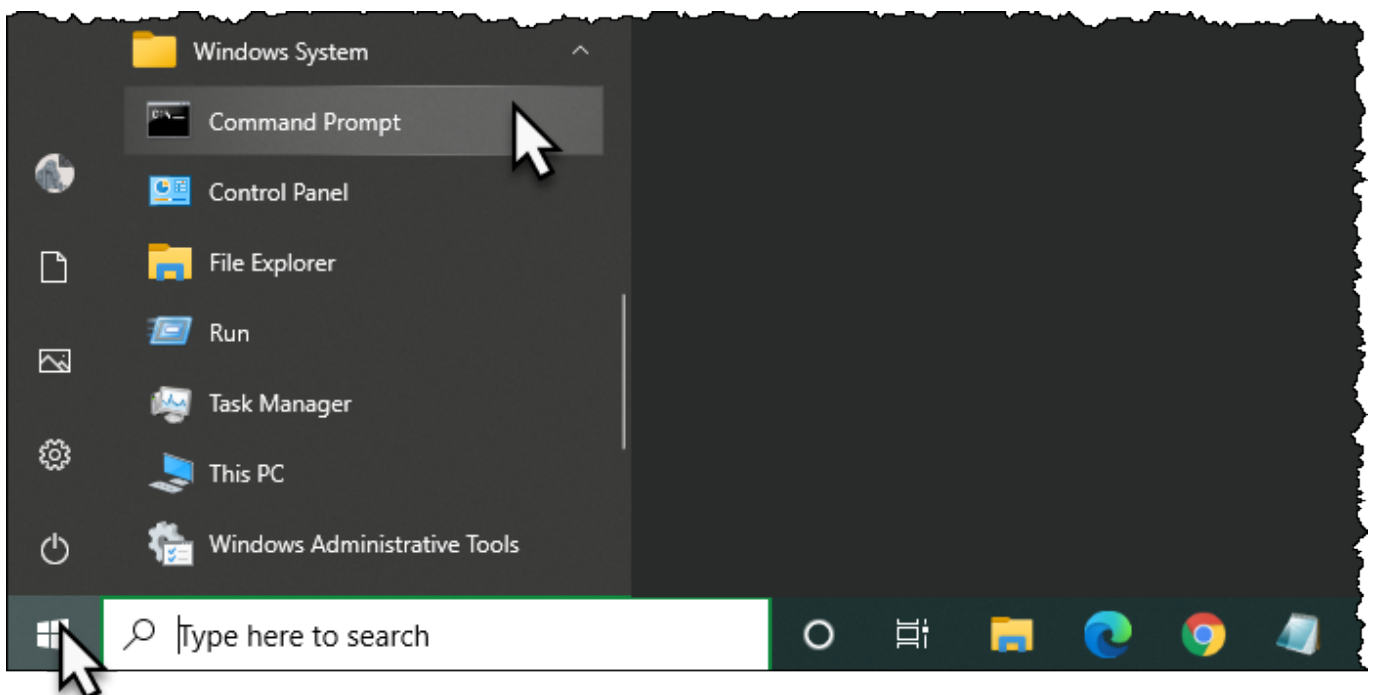 Windows System
Command Prompt
Control Panel
File Explorer
Run
Task Manager
This PC
Windows Administrative Tools
Type here to search